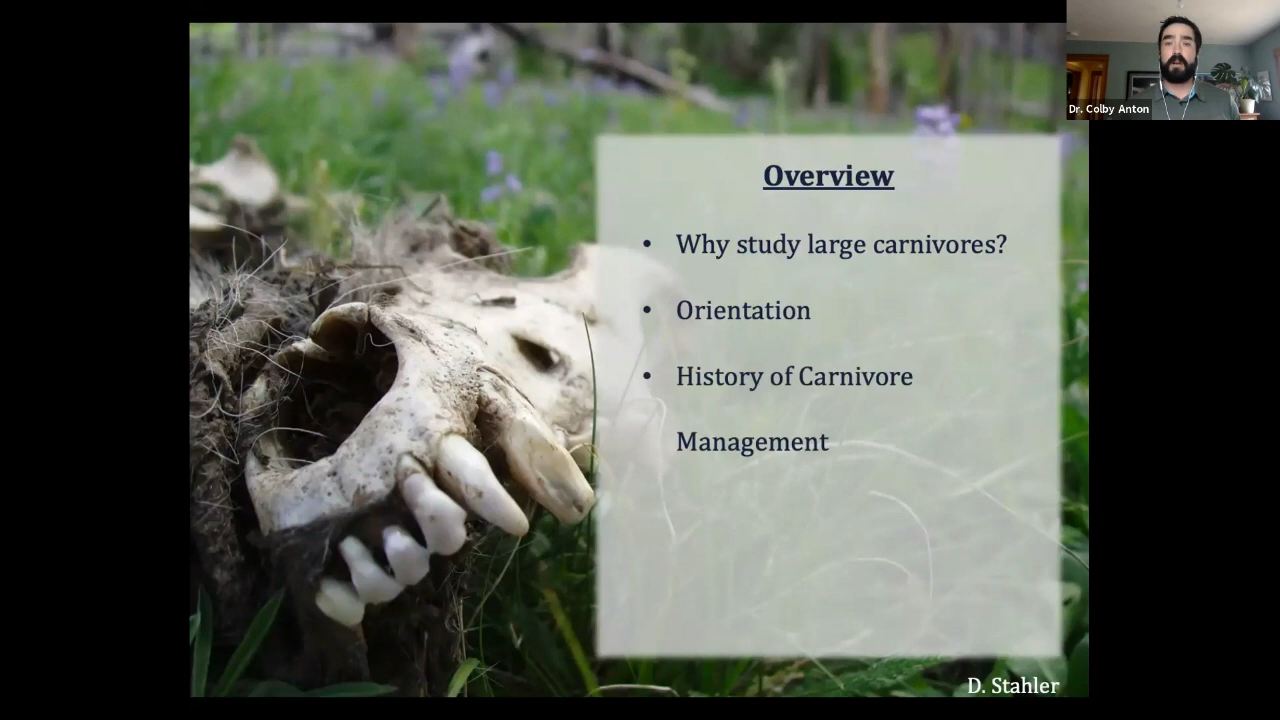 Dr. Colby Anton
Overview
• Why study large carnivores?
• Orientation
• History of Carnivore
Management
D. Stahler